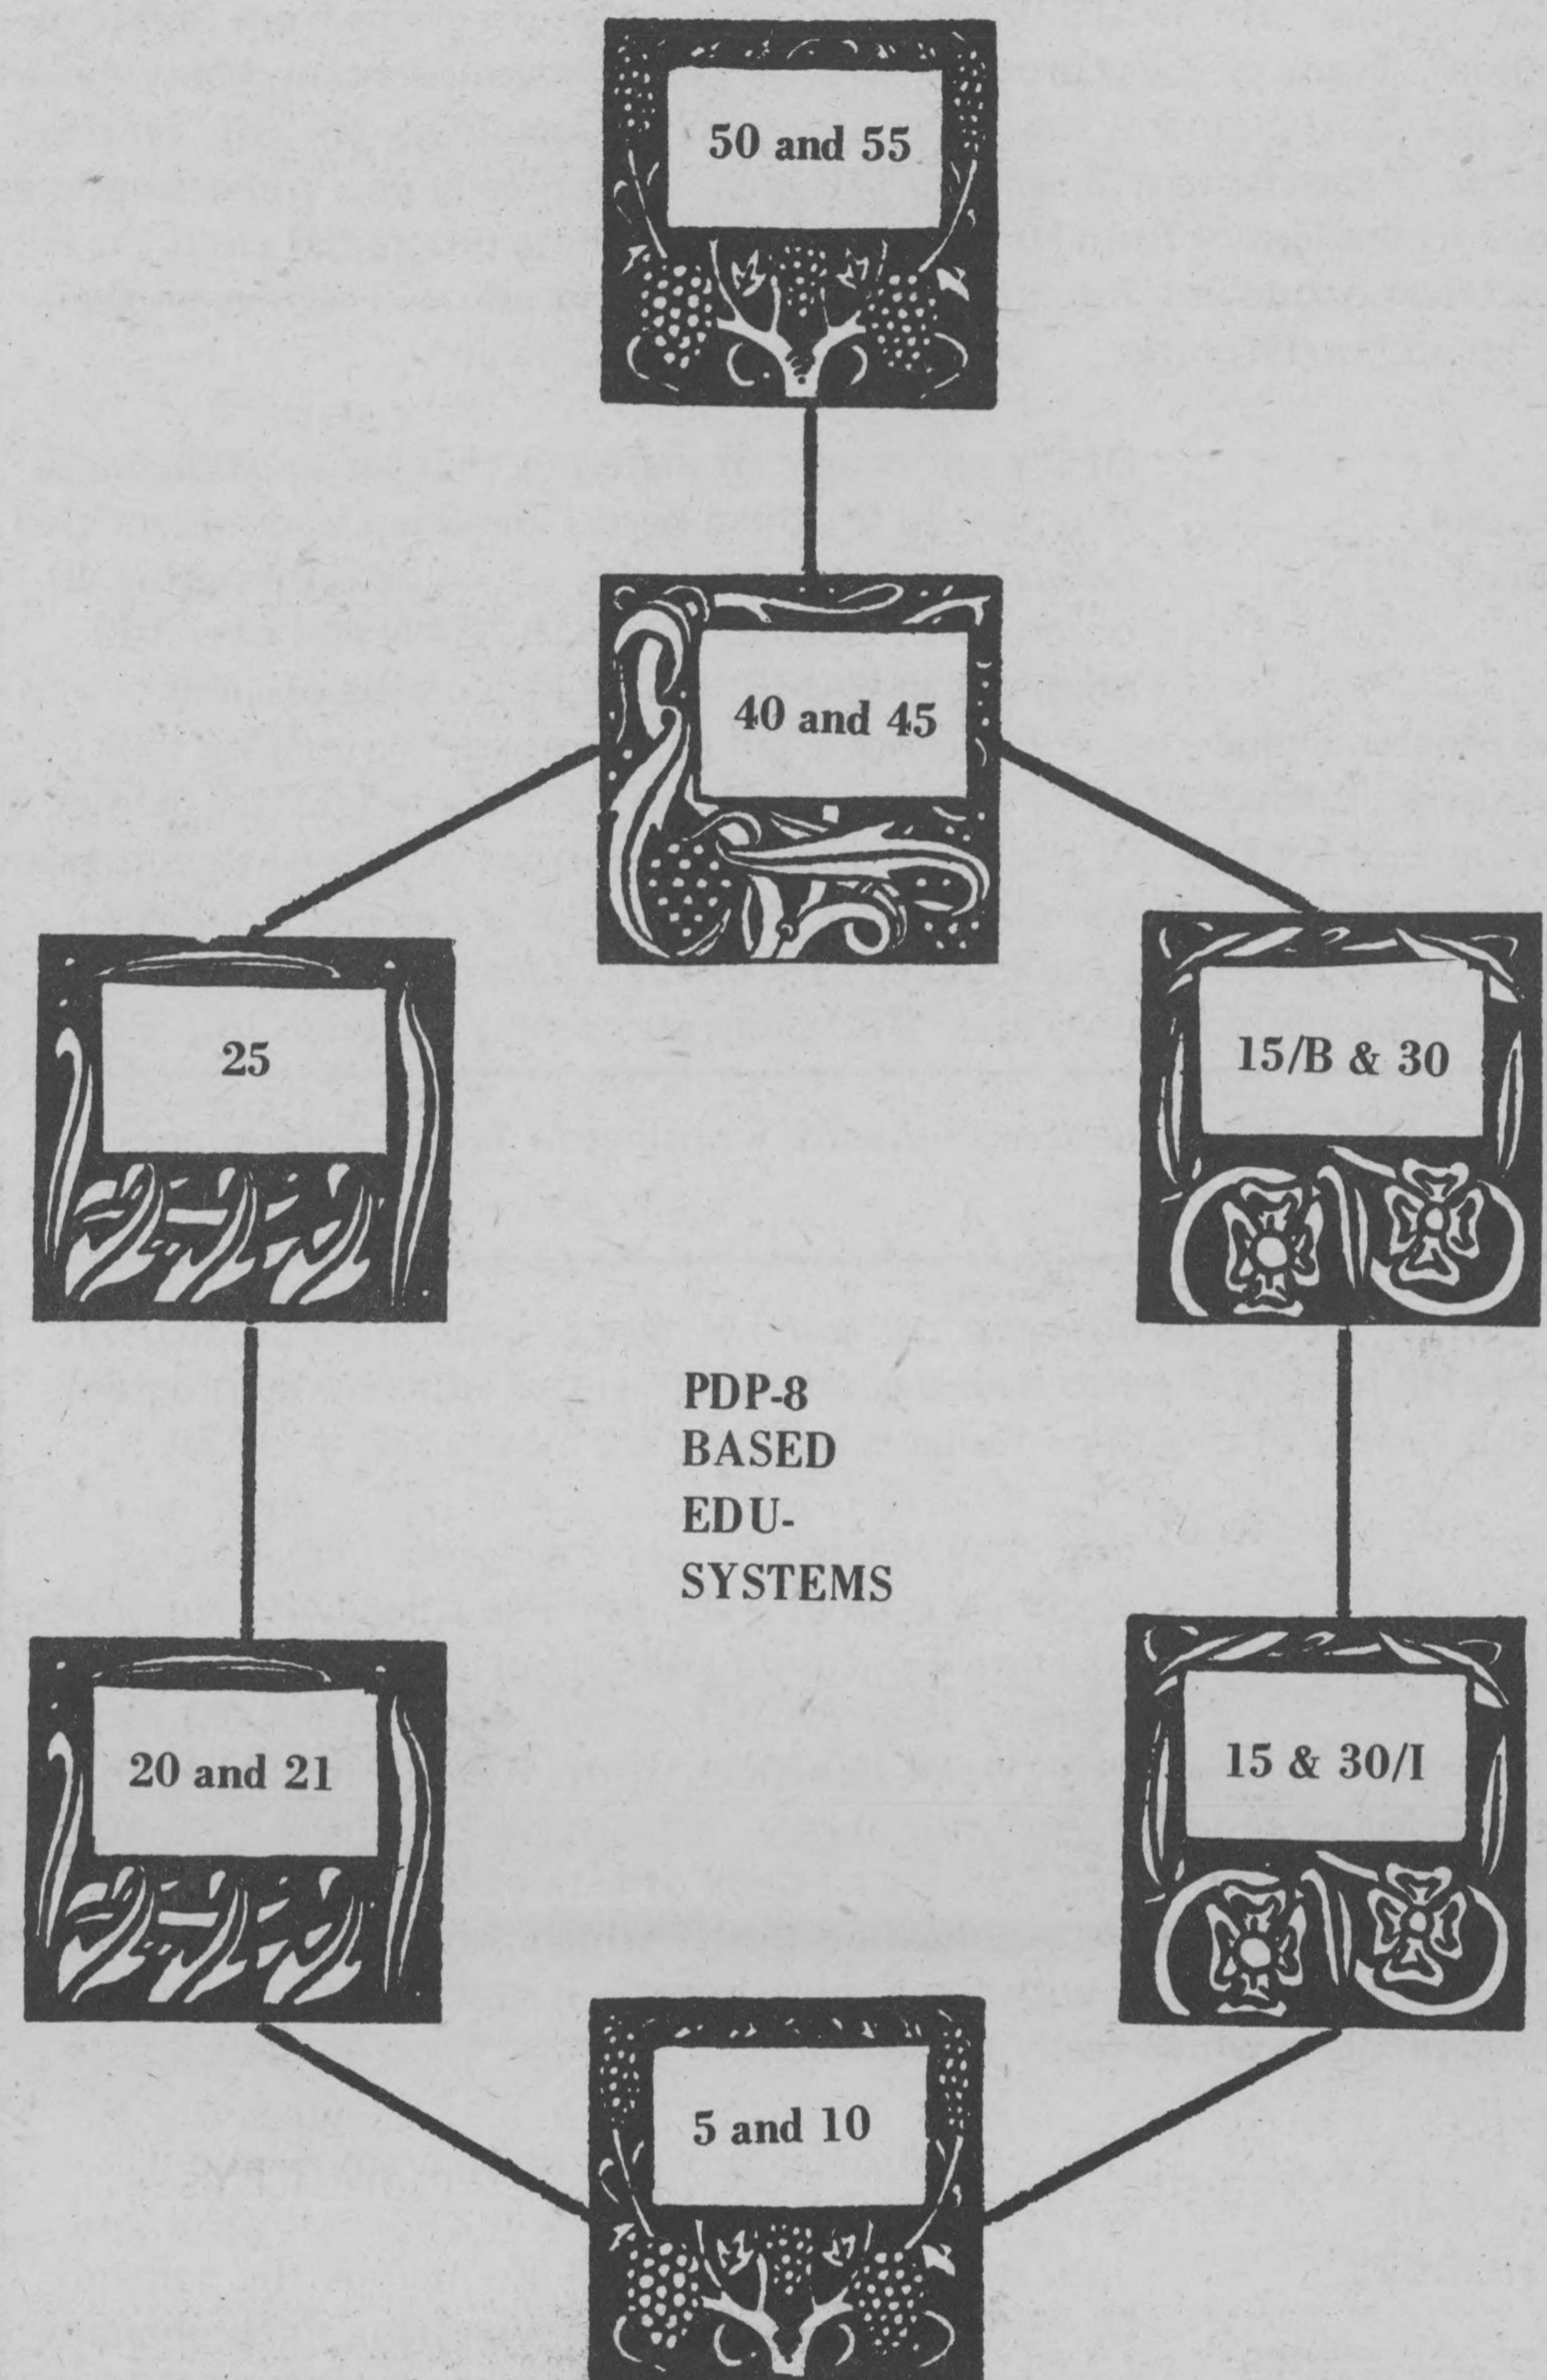 50 and 55
40 and 45
25
15/B & 30
PDP-8
BASED
EDU-
SYSTEMS
20 and 21
15 & 30/I
5 and 10